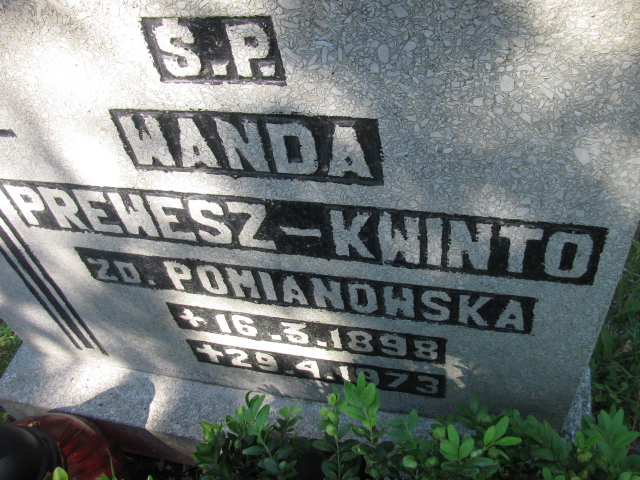 Ś.P.
WANDA
PREWESZ-KWINTO
ZD. POMIANOWSKA
+16.3.1898
+29.4.1973